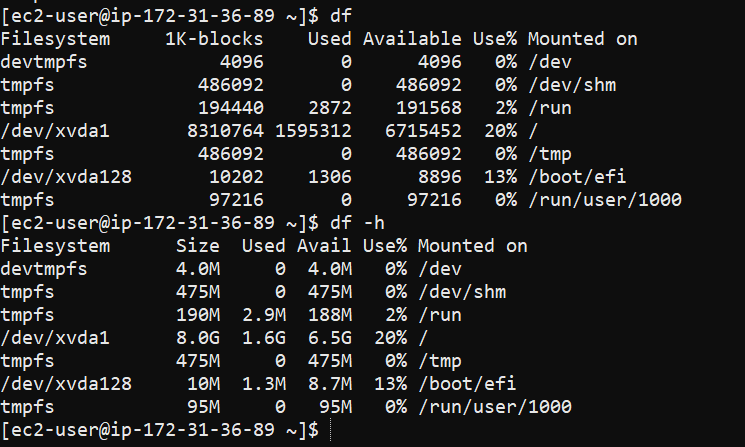 [ec2-user@ip-172-31-36-89 ~]$ df
Filesystem     1K-blocks    Used Available Use% Mounted on
devtmpfs            4096       0      4096   0% /dev
tmpfs             486092       0    486092   0% /dev/shm
tmpfs             194440    2872    191568   2% /run
/dev/xvda1       8310764 1595312   6715452  20% /
tmpfs             486092       0    486092   0% /tmp
/dev/xvda128       10202    1306      8896  13% /boot/efi
tmpfs              97216       0     97216   0% /run/user/1000
[ec2-user@ip-172-31-36-89 ~]$ df -h
Filesystem      Size  Used Avail Use% Mounted on
devtmpfs        4.0M     0  4.0M   0% /dev
tmpfs           475M     0  475M   0% /dev/shm
tmpfs           190M  2.9M  188M   2% /run
/dev/xvda1      8.0G  1.6G  6.5G  20% /
tmpfs           475M     0  475M   0% /tmp
/dev/xvda128     10M  1.3M  8.7M  13% /boot/efi
tmpfs            95M     0   95M   0% /run/user/1000
[ec2-user@ip-172-31-36-89 ~]$